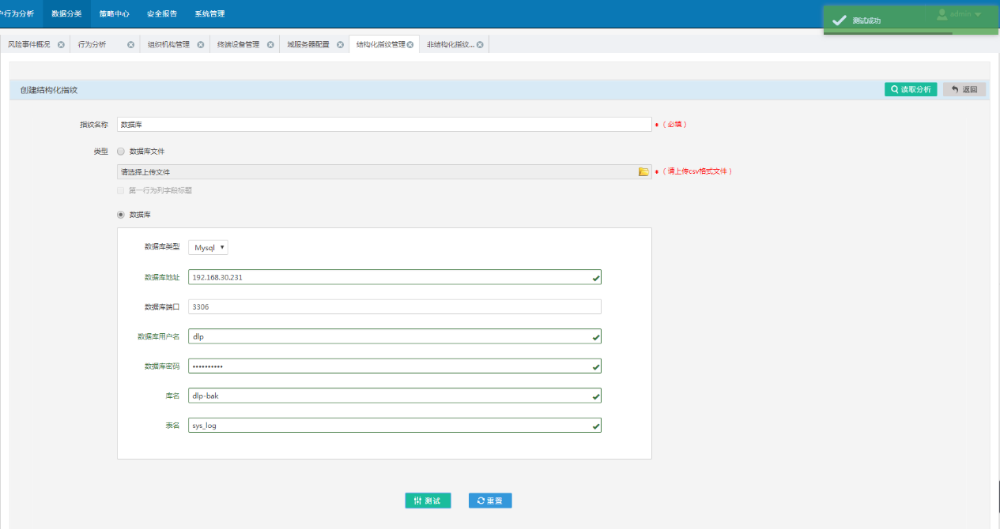 户行为分析 数据分类 策略中心 安全报告 系统管理 admin
测试成功
风险事件概况 行为分析 组织机构管理 终端设备管理 域服务器配置 结构化指纹管理 非结构化指纹...
创建结构化指纹 读取分析 返回
指纹名称 数据库 * （必填）
类型 数据库文件
请选择上传文件 * （请上传csv格式文件）
第一行为列字段标题
数据库
数据库类型 Mysql
数据库地址 192.168.30.231
数据库端口 3306
数据库用户名 dlp
数据库密码 ••••••••••
库名 dlp-bak
表名 sys_log
测试 重置